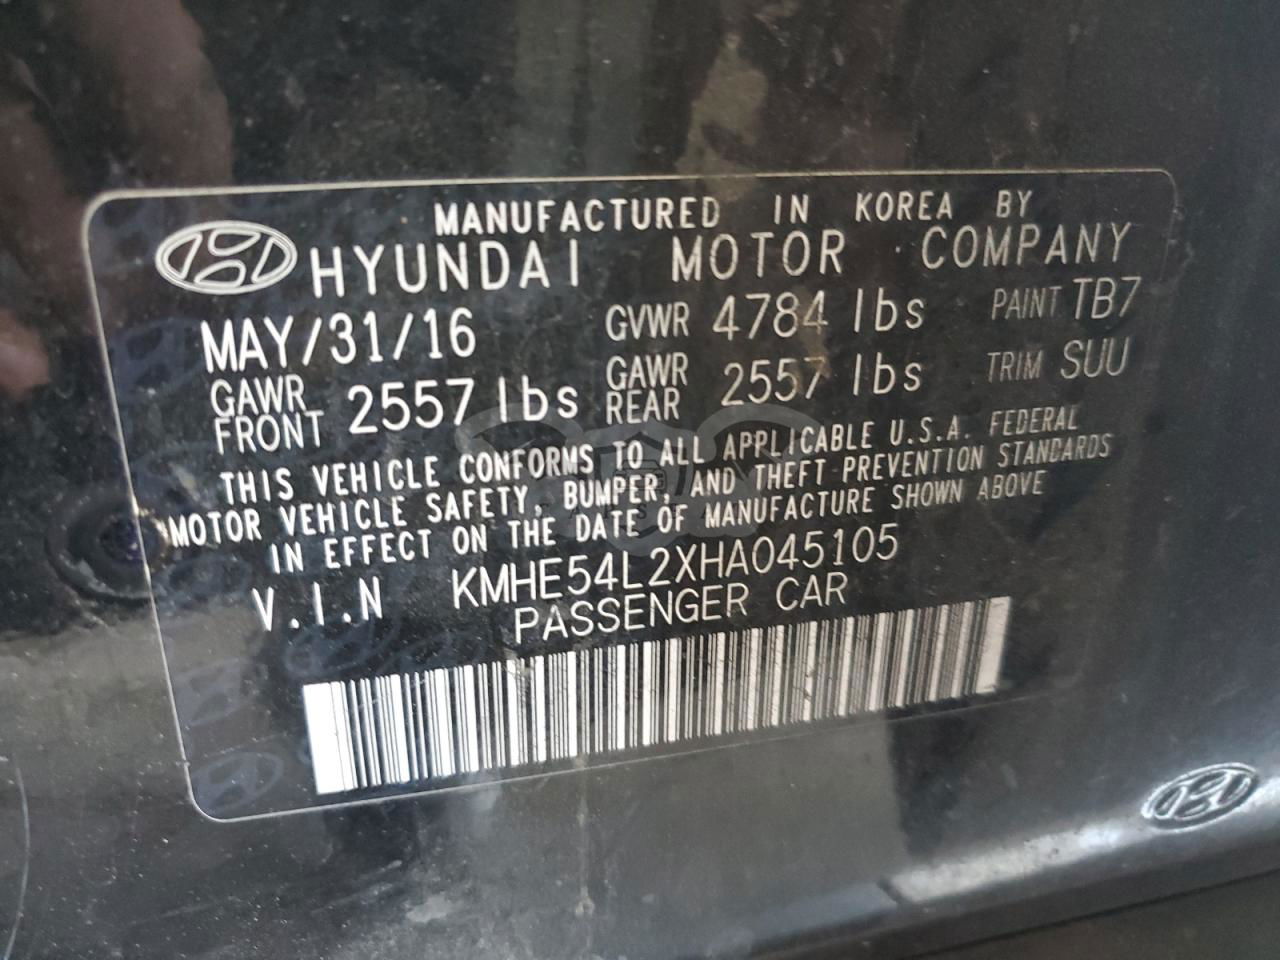 MANUFACTURED IN KOREA BY
HYUNDAI MOTOR COMPANY
MAY/31/16 GVWR 4784 lbs PAINT TB7
GAWR FRONT 2557 lbs GAWR REAR 2557 lbs TRIM SUU
THIS VEHICLE CONFORMS TO ALL APPLICABLE U.S.A. FEDERAL
MOTOR VEHICLE SAFETY, BUMPER, AND THEFT PREVENTION STANDARDS
IN EFFECT ON THE DATE OF MANUFACTURE SHOWN ABOVE
V.I.N KMHE54L2XHA045105
PASSENGER CAR